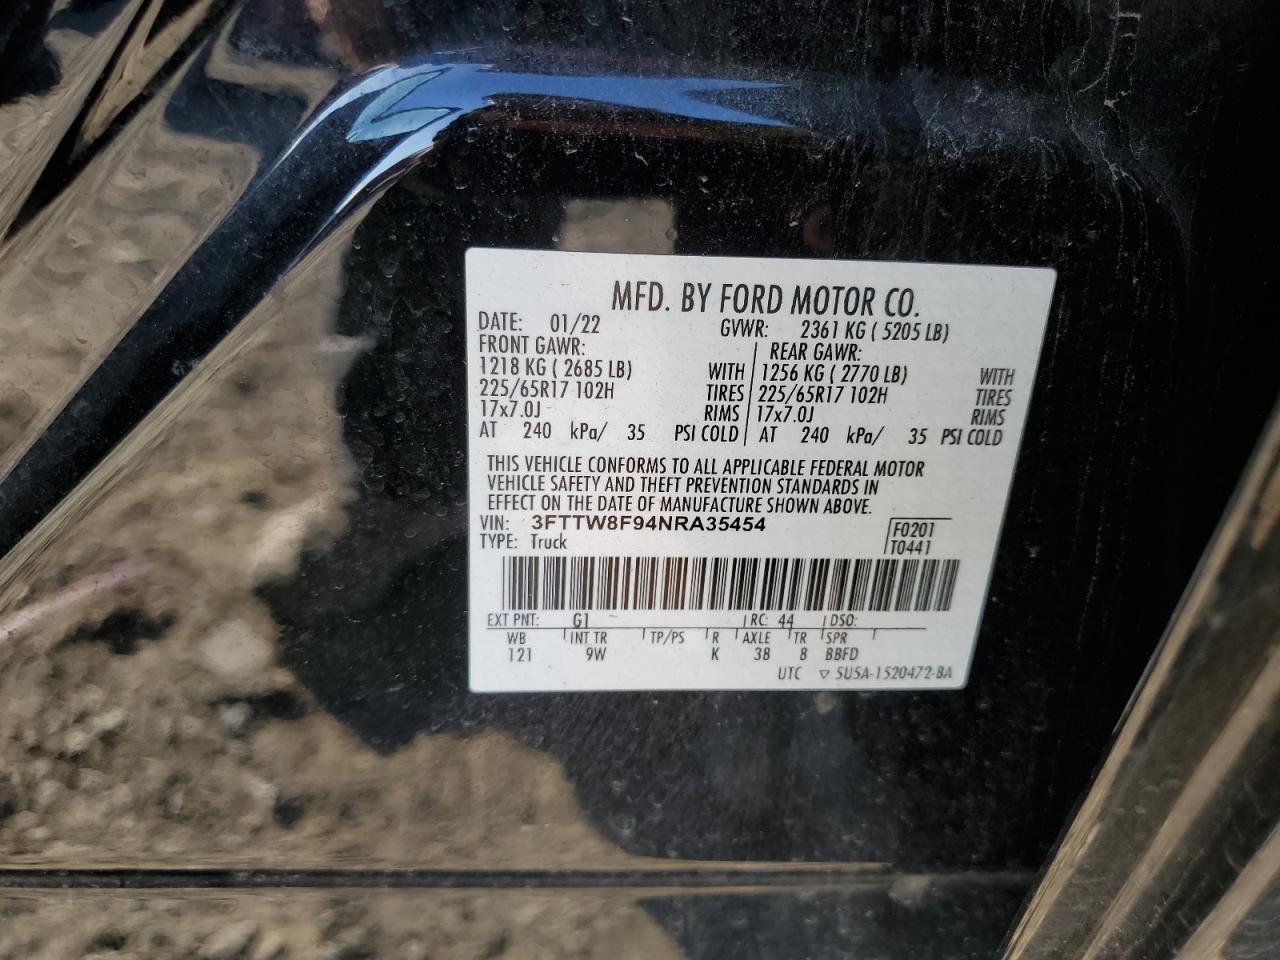 MFD. BY FORD MOTOR CO.
DATE: 01/22 GVWR: 2361 KG ( 5205 LB)
FRONT GAWR: REAR GAWR:
1218 KG ( 2685 LB) WITH 1256 KG ( 2770 LB) WITH
225/65R17 102H TIRES 225/65R17 102H TIRES
17x7.0J RIMS 17x7.0J RIMS
AT 240 kPa/ 35 PSI COLD AT 240 kPa/ 35 PSI COLD
THIS VEHICLE CONFORMS TO ALL APPLICABLE FEDERAL MOTOR
VEHICLE SAFETY AND THEFT PREVENTION STANDARDS IN
EFFECT ON THE DATE OF MANUFACTURE SHOWN ABOVE.
VIN: 3FTTW8F94NRA35454 F0201
TYPE: Truck T0441
EXT PNT: G1 RC: 44 DSO:
WB INT TR TP/PS R AXLE TR SPR
121 9W K 3B 8 BBFD
UTC ▽ 5U5A-1520472-BA